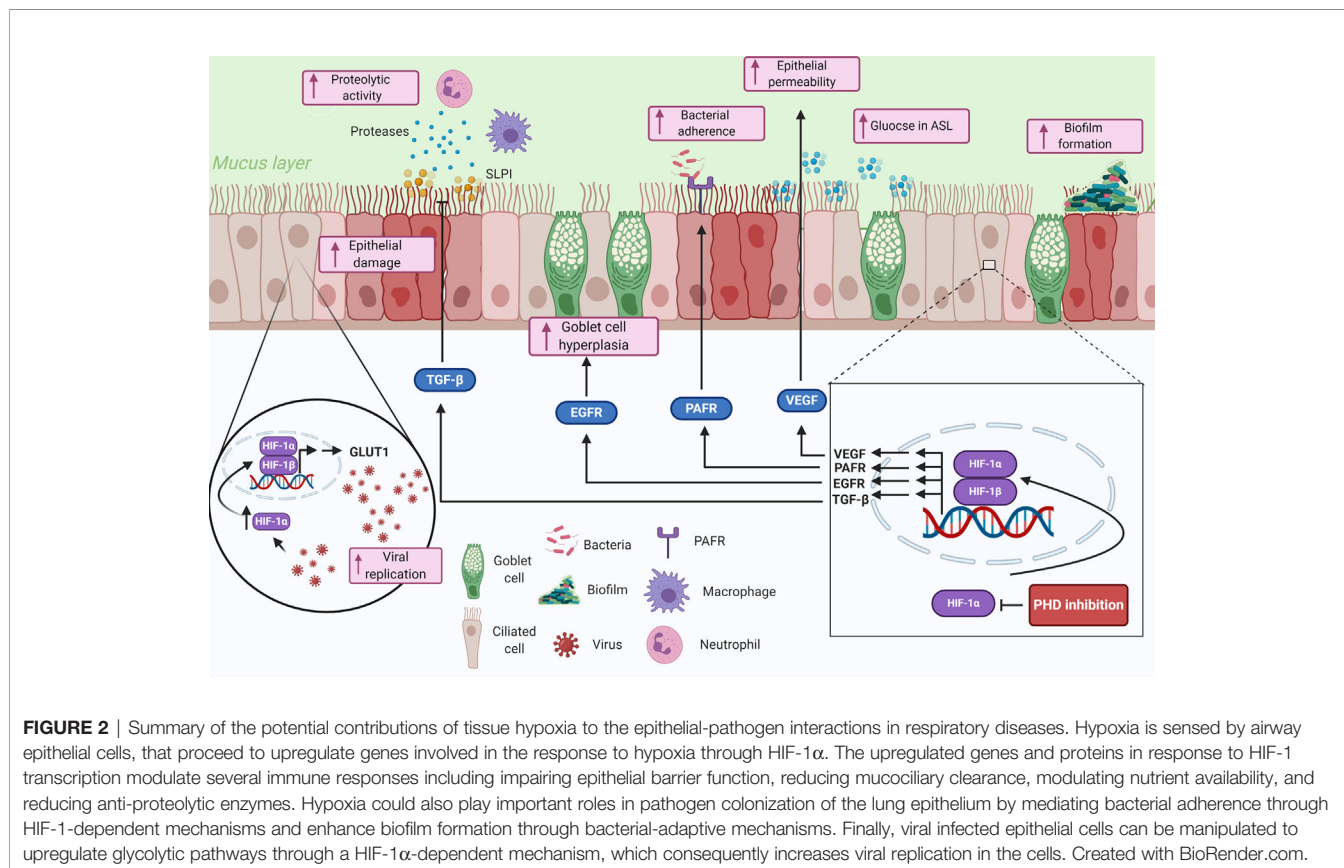 Proteolytic
activity
Proteases
SLPI
Mucus layer
Epithelial
damage
Bacterial
adherence
Epithelial
permeability
Gluocse in ASL
Biofilm
formation
Goblet cell
hyperplasia
TGF-β
EGFR
PAFR
VEGF
HIF-1α
HIF-1β
GLUT1
HIF-1α
Viral
replication
VEGF
PAFR
EGFR
TGF-β
HIF-1α
HIF-1β
HIF-1α
PHD inhibition
Goblet
cell
Bacteria
PAFR
Biofilm
Macrophage
Ciliated
cell
Virus
Neutrophil
FIGURE 2 | Summary of the potential contributions of tissue hypoxia to the epithelial-pathogen interactions in respiratory diseases. Hypoxia is sensed by airway
epithelial cells, that proceed to upregulate genes involved in the response to hypoxia through HIF-1α. The upregulated genes and proteins in response to HIF-1
transcription modulate several immune responses including impairing epithelial barrier function, reducing mucociliary clearance, modulating nutrient availability, and
reducing anti-proteolytic enzymes. Hypoxia could also play important roles in pathogen colonization of the lung epithelium by mediating bacterial adherence through
HIF-1-dependent mechanisms and enhance biofilm formation through bacterial-adaptive mechanisms. Finally, viral infected epithelial cells can be manipulated to
upregulate glycolytic pathways through a HIF-1α-dependent mechanism, which consequently increases viral replication in the cells. Created with BioRender.com.